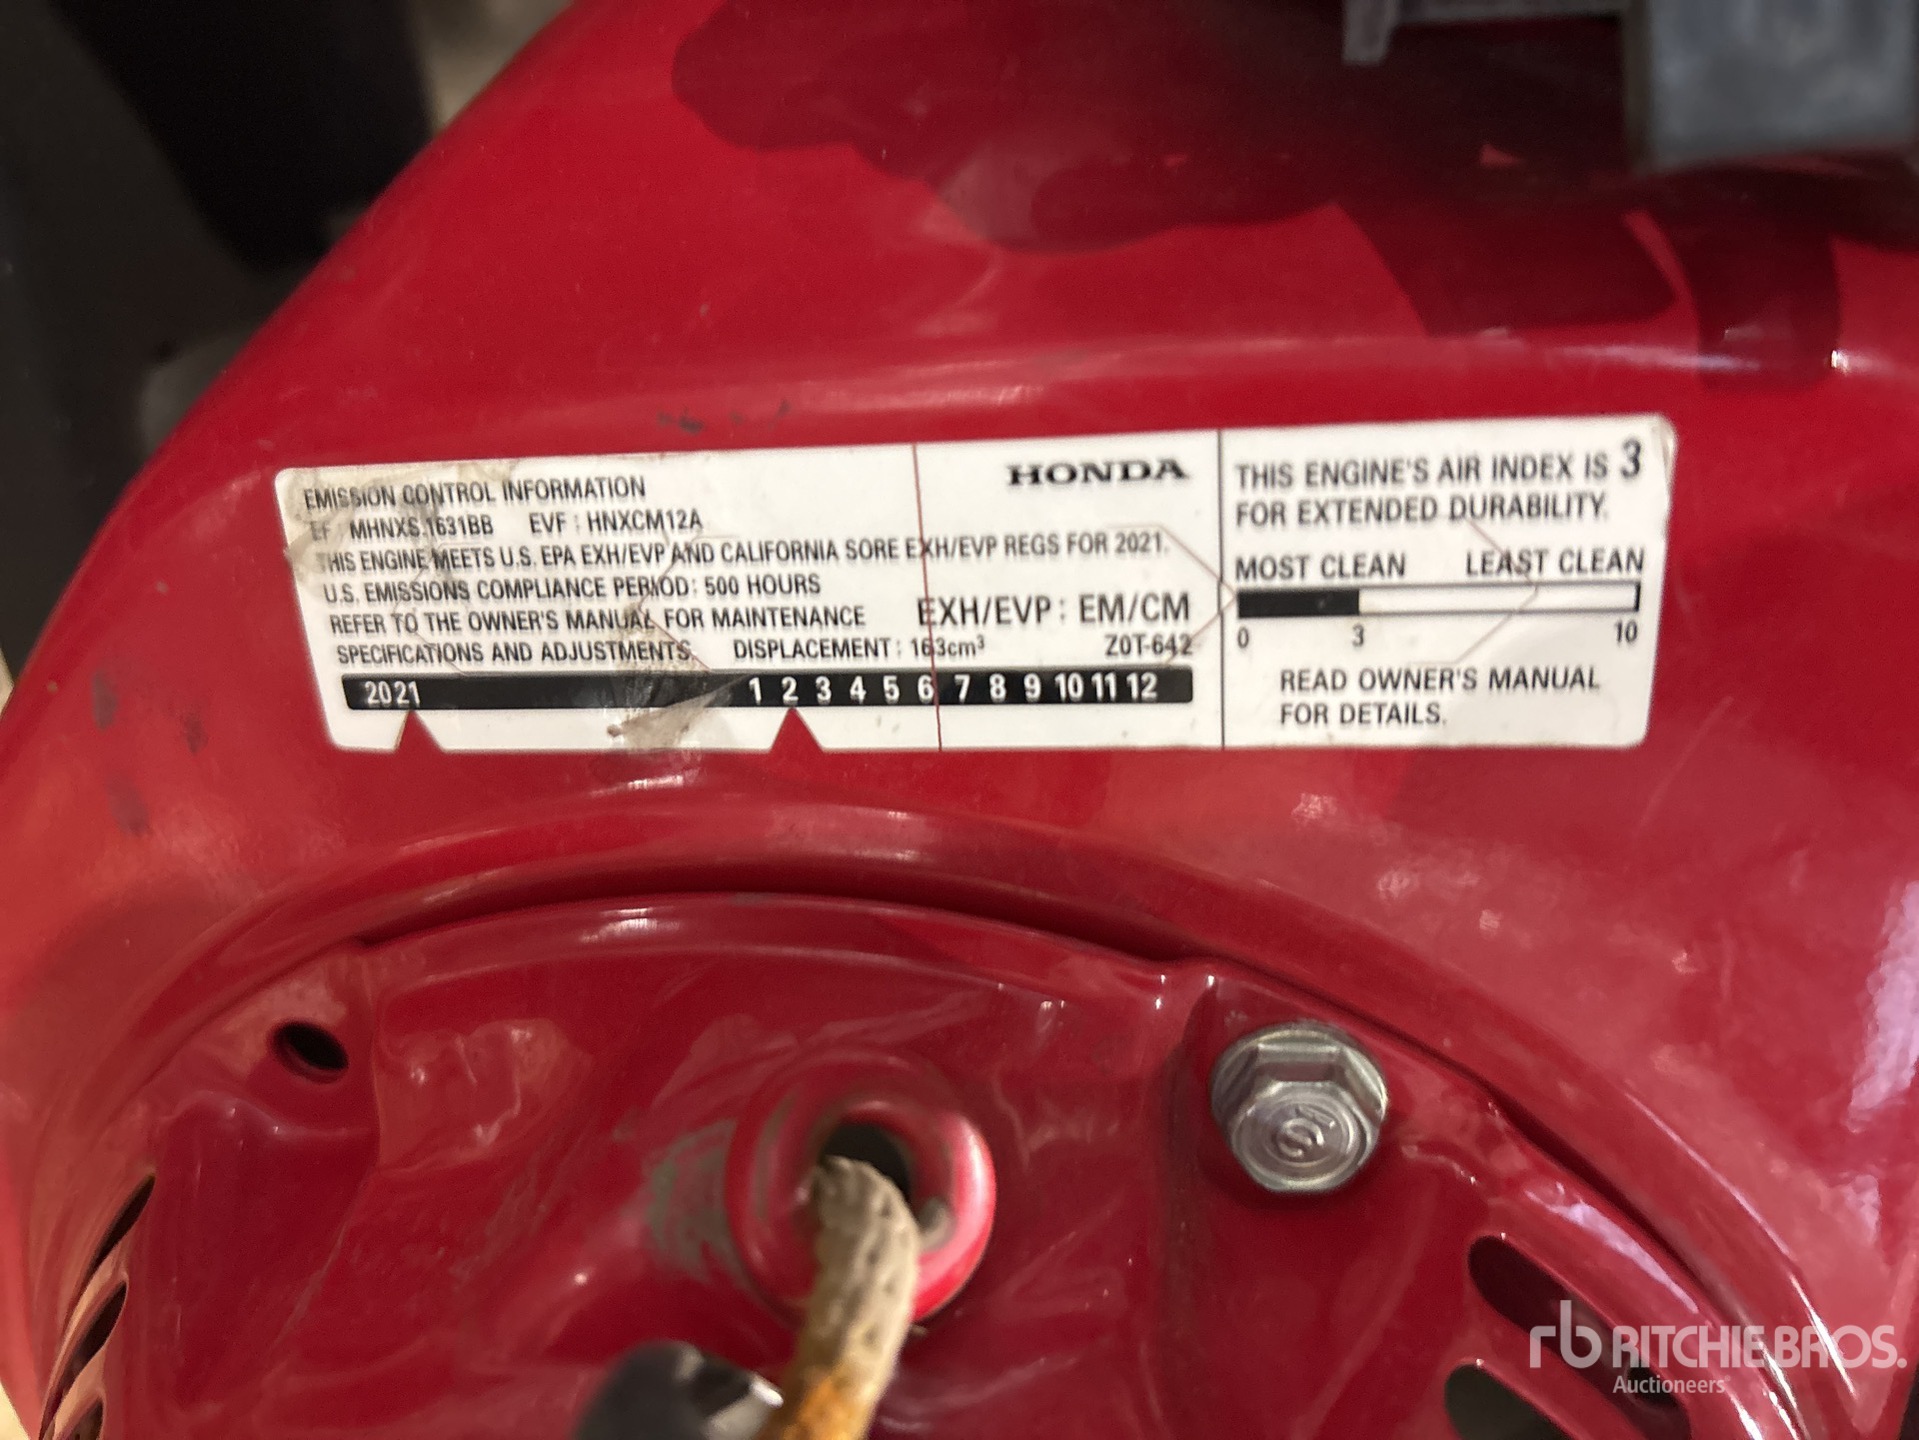 EMISSION CONTROL INFORMATION
HONDA
EF : MHNXS.1631BB EVF : HNXCM12A
THIS ENGINE MEETS U.S. EPA EXH/EVP AND CALIFORNIA SORE EXH/EVP REGS FOR 2021.
U.S. EMISSIONS COMPLIANCE PERIOD: 500 HOURS
REFER TO THE OWNER'S MANUAL FOR MAINTENANCE
EXH/EVP : EM/CM
SPECIFICATIONS AND ADJUSTMENTS. DISPLACEMENT : 163cm³ Z0T-642
2021 1 2 3 4 5 6 7 8 9 10 11 12
THIS ENGINE'S AIR INDEX IS 3
FOR EXTENDED DURABILITY.
MOST CLEAN LEAST CLEAN
0 3 10
READ OWNER'S MANUAL
FOR DETAILS.
rb RITCHIE BROS.
Auctioneers